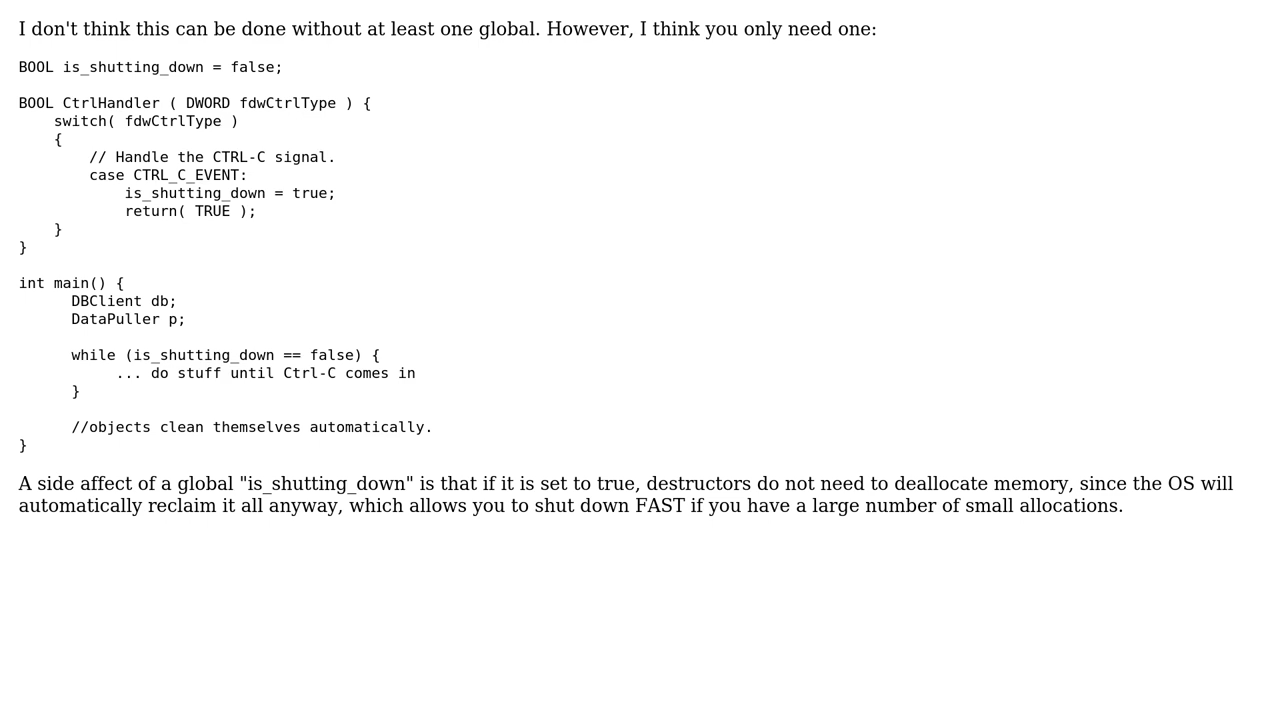 I don't think this can be done without at least one global. However, I think you only need one:
BOOL is_shutting_down = false;
BOOL CtrlHandler ( DWORD fdwCtrlType ) {
    switch( fdwCtrlType )
    {
        // Handle the CTRL-C signal.
        case CTRL_C_EVENT:
            is_shutting_down = true;
            return( TRUE );
    }
}
int main() {
      DBClient db;
      DataPuller p;
      while (is_shutting_down == false) {
           ... do stuff until Ctrl-C comes in
      }
      //objects clean themselves automatically.
}
A side affect of a global "is_shutting_down" is that if it is set to true, destructors do not need to deallocate memory, since the OS will
automatically reclaim it all anyway, which allows you to shut down FAST if you have a large number of small allocations.